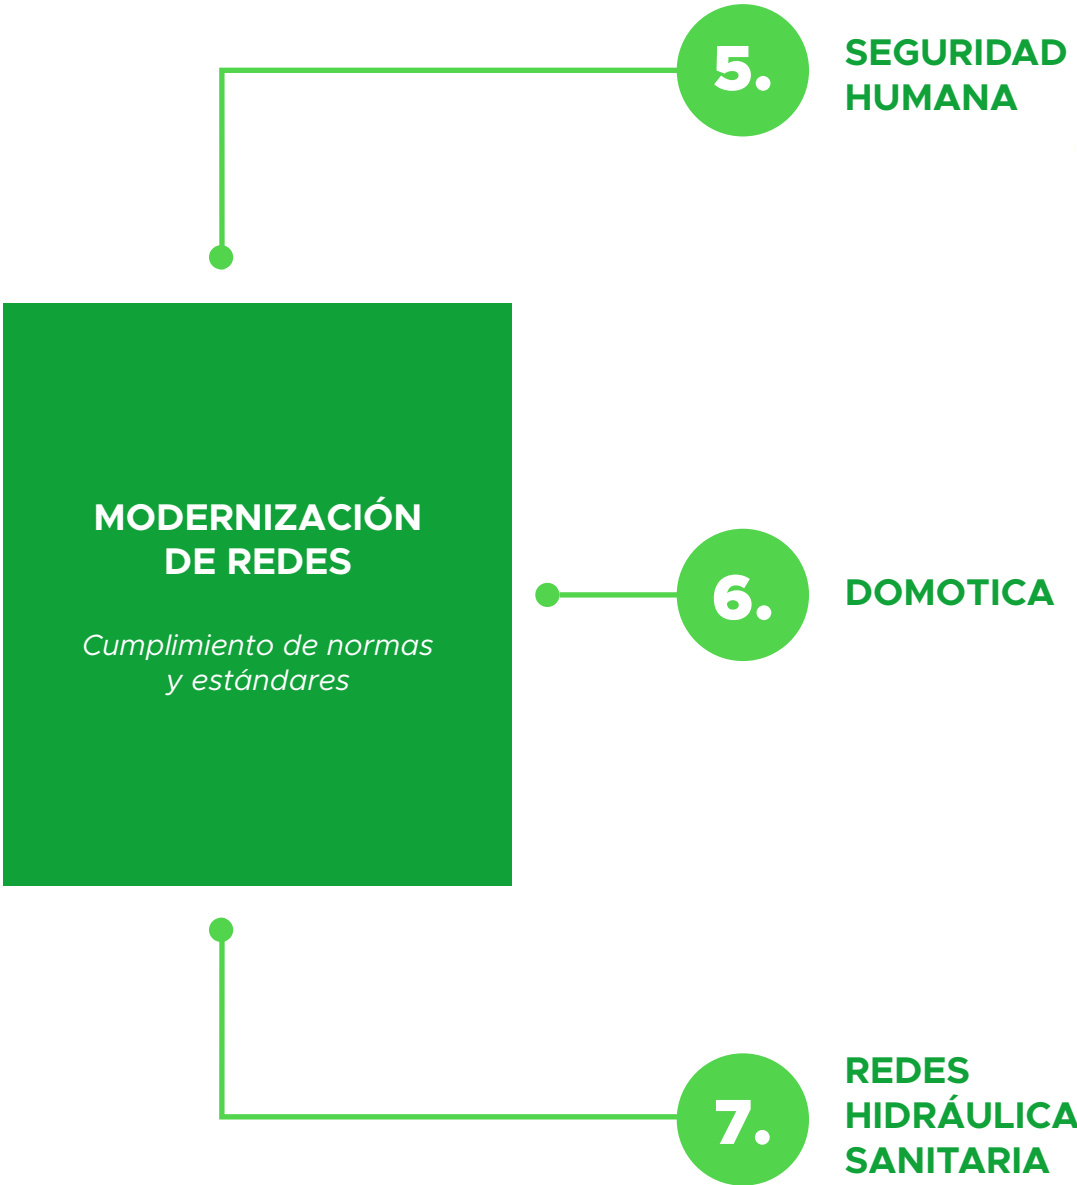 5.
SEGURIDAD
HUMANA
MODERNIZACIÓN
DE REDES
Cumplimiento de normas
y estándares
6.
DOMOTICA
7.
REDES
HIDRÁULICA
SANITARIA